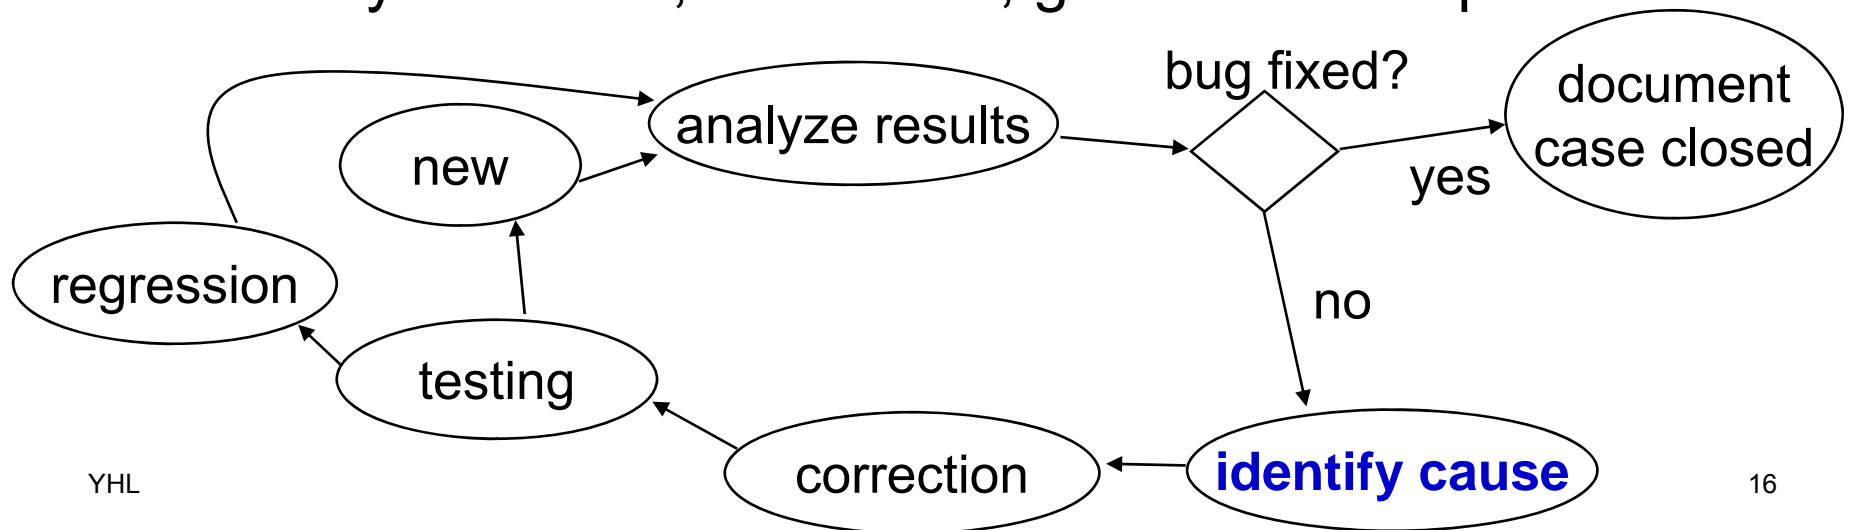 bug fixed?
document
case closed
analyze results
new
yes
regression
no
testing
correction
identify cause
YHL
16